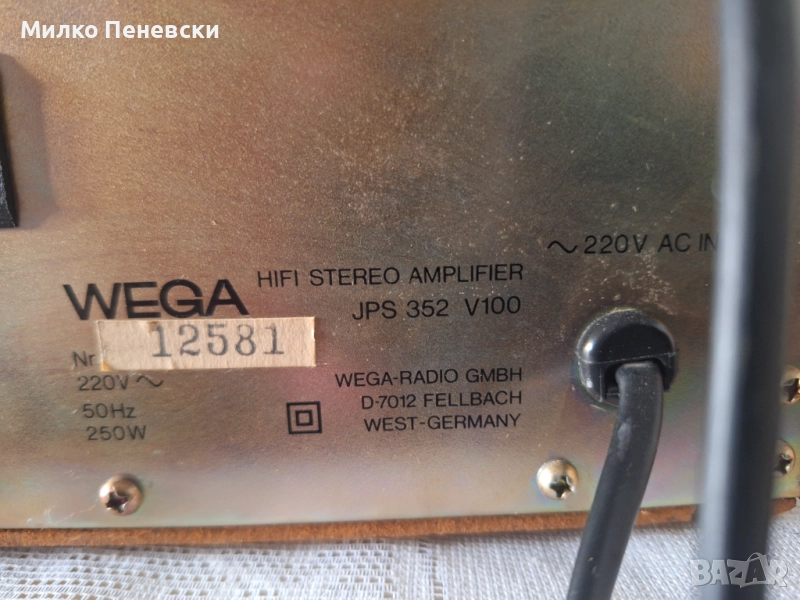 Милко Пеневски
~ 220V AC IN
HIFI STEREO AMPLIFIER
WEGA
JPS 352 V100
Nr
12581
220V ~
50Hz
250W
WEGA-RADIO GMBH
D-7012 FELLBACH
WEST-GERMANY
BAZAR